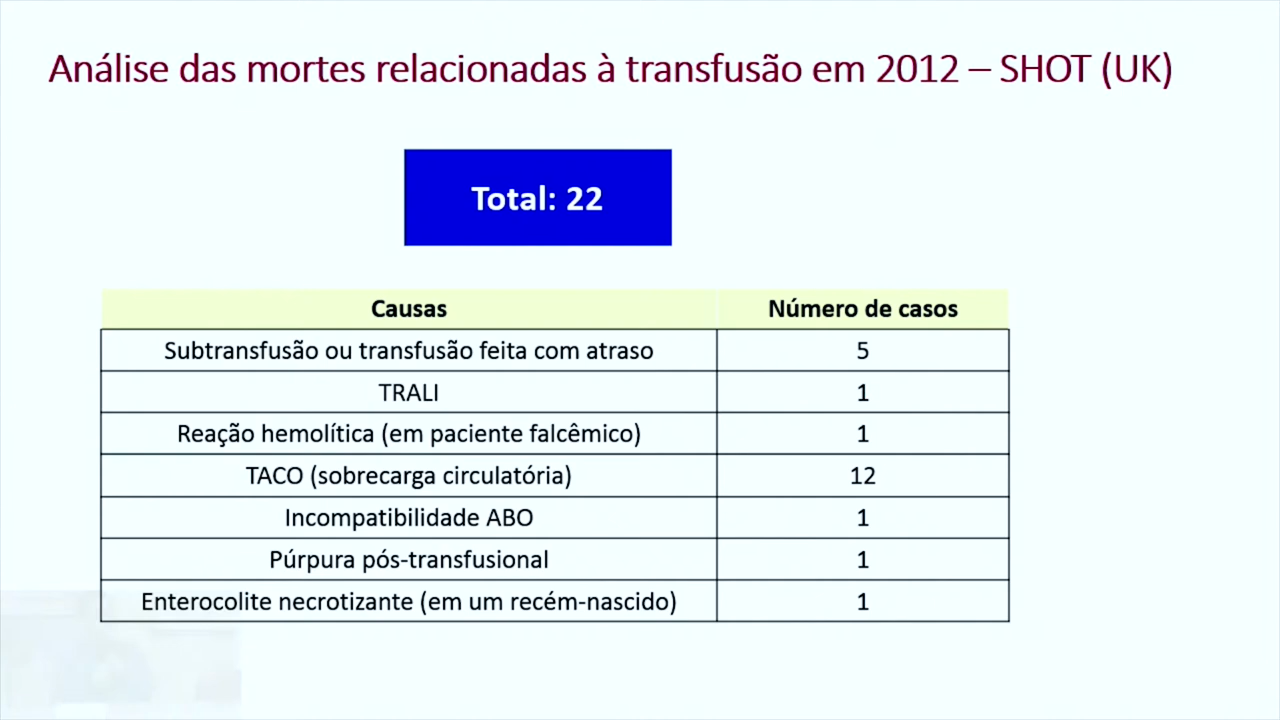 Análise das mortes relacionadas à transfusão em 2012 – SHOT (UK)
Total: 22
Causas Número de casos
Subtransfusão ou transfusão feita com atraso 5
TRALI 1
Reação hemolítica (em paciente falcêmico) 1
TACO (sobrecarga circulatória) 12
Incompatibilidade ABO 1
Púrpura pós-transfusional 1
Enterocolite necrotizante (em um recém-nascido) 1